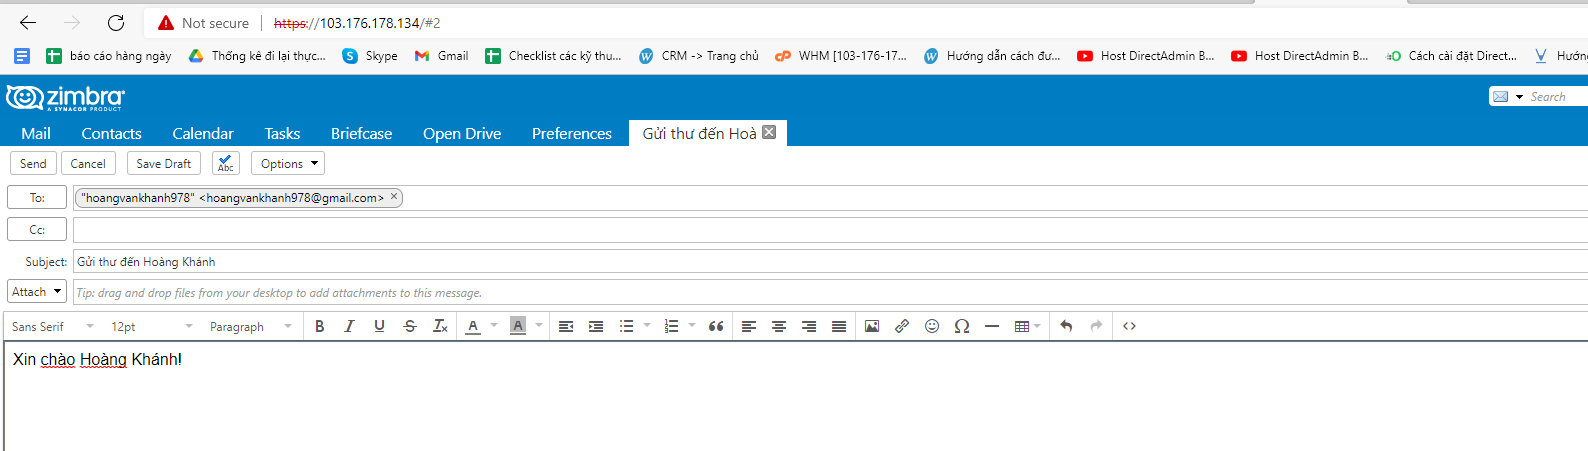 Not secure | https://103.176.178.134/#2
báo cáo hàng ngày Thống kê đi lại thực... Skype Gmail Checklist các kỹ thu... CRM -> Trang chủ WHM [103-176-17... Hướng dẫn cách đư... Host DirectAdmin B... Host DirectAdmin B... Cách cài đặt Direct... Hướng
zimbra
A SYNACOR PRODUCT
Search
Mail Contacts Calendar Tasks Briefcase Open Drive Preferences Gửi thư đến Hoà
Send Cancel Save Draft Abc Options
To: "hoangvankhanh978" <hoangvankhanh978@gmail.com> ×
Cc:
Subject: Gửi thư đến Hoàng Khánh
Attach Tip: drag and drop files from your desktop to add attachments to this message.
Sans Serif 12pt Paragraph B I U S Tx A A
Xin chào Hoàng Khánh!